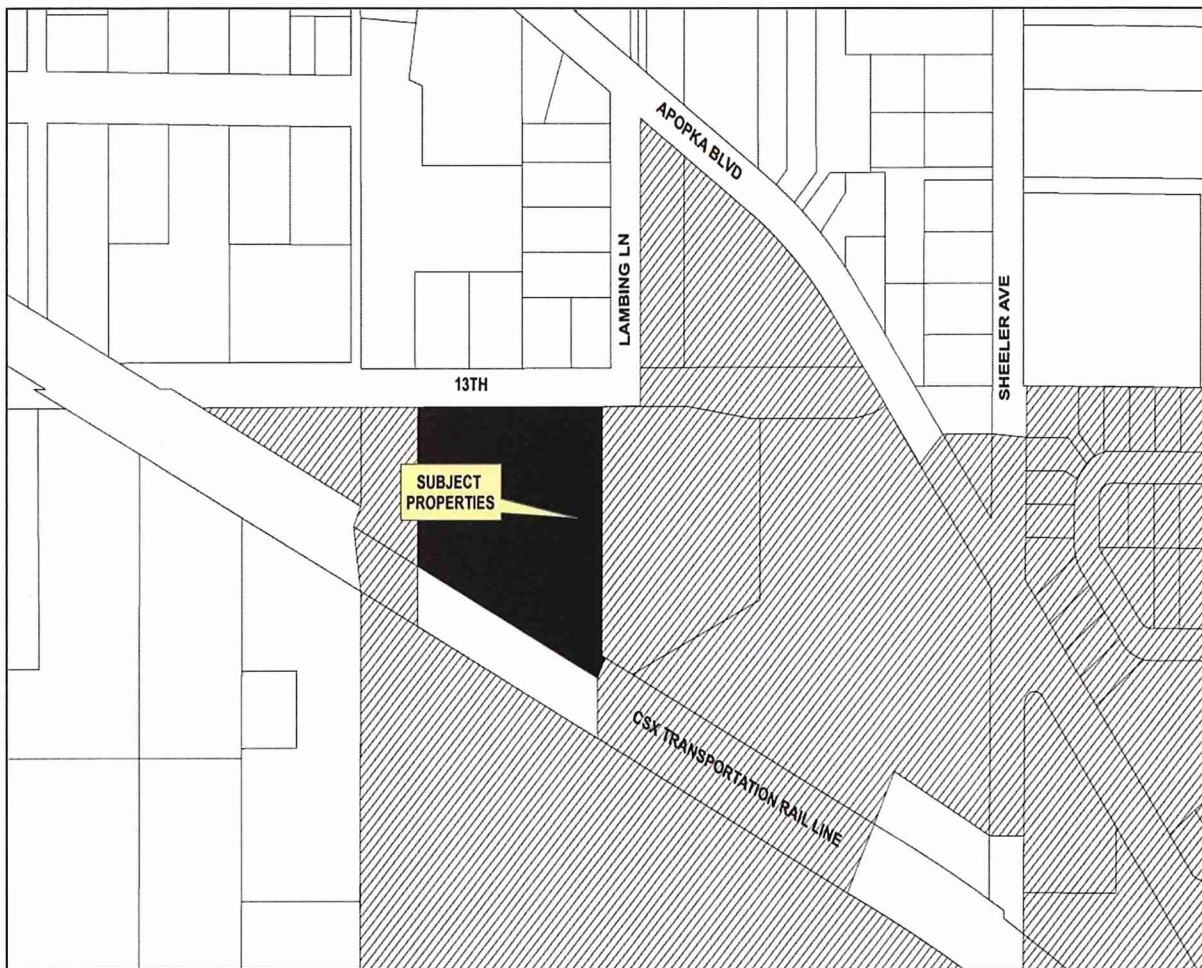 APOPKA BLVD
LAMBING LN
SHEELER AVE
13TH
SUBJECT
PROPERTIES
CSX TRANSPORTATION RAIL LINE